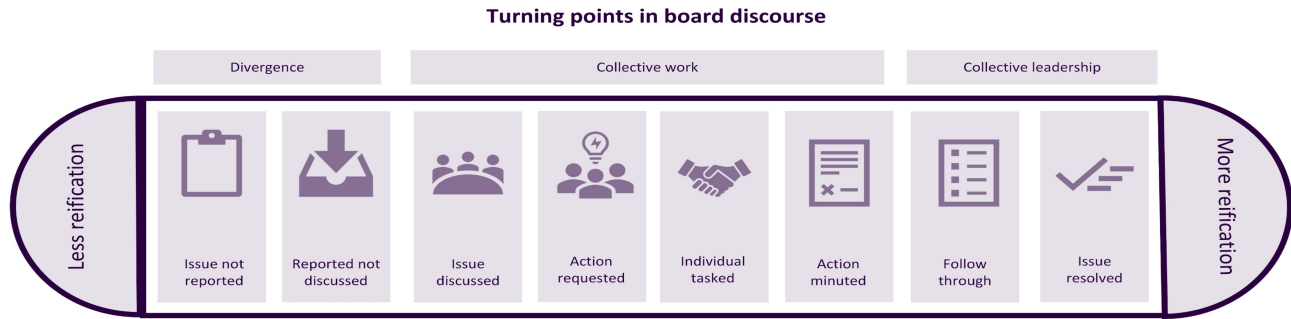 Turning points in board discourse
Divergence
Collective work
Collective leadership
Less reification
Issue not
reported
Reported not
discussed
Issue
discussed
Action
requested
Individual
tasked
Action
minuted
Follow
through
Issue
resolved
More reification